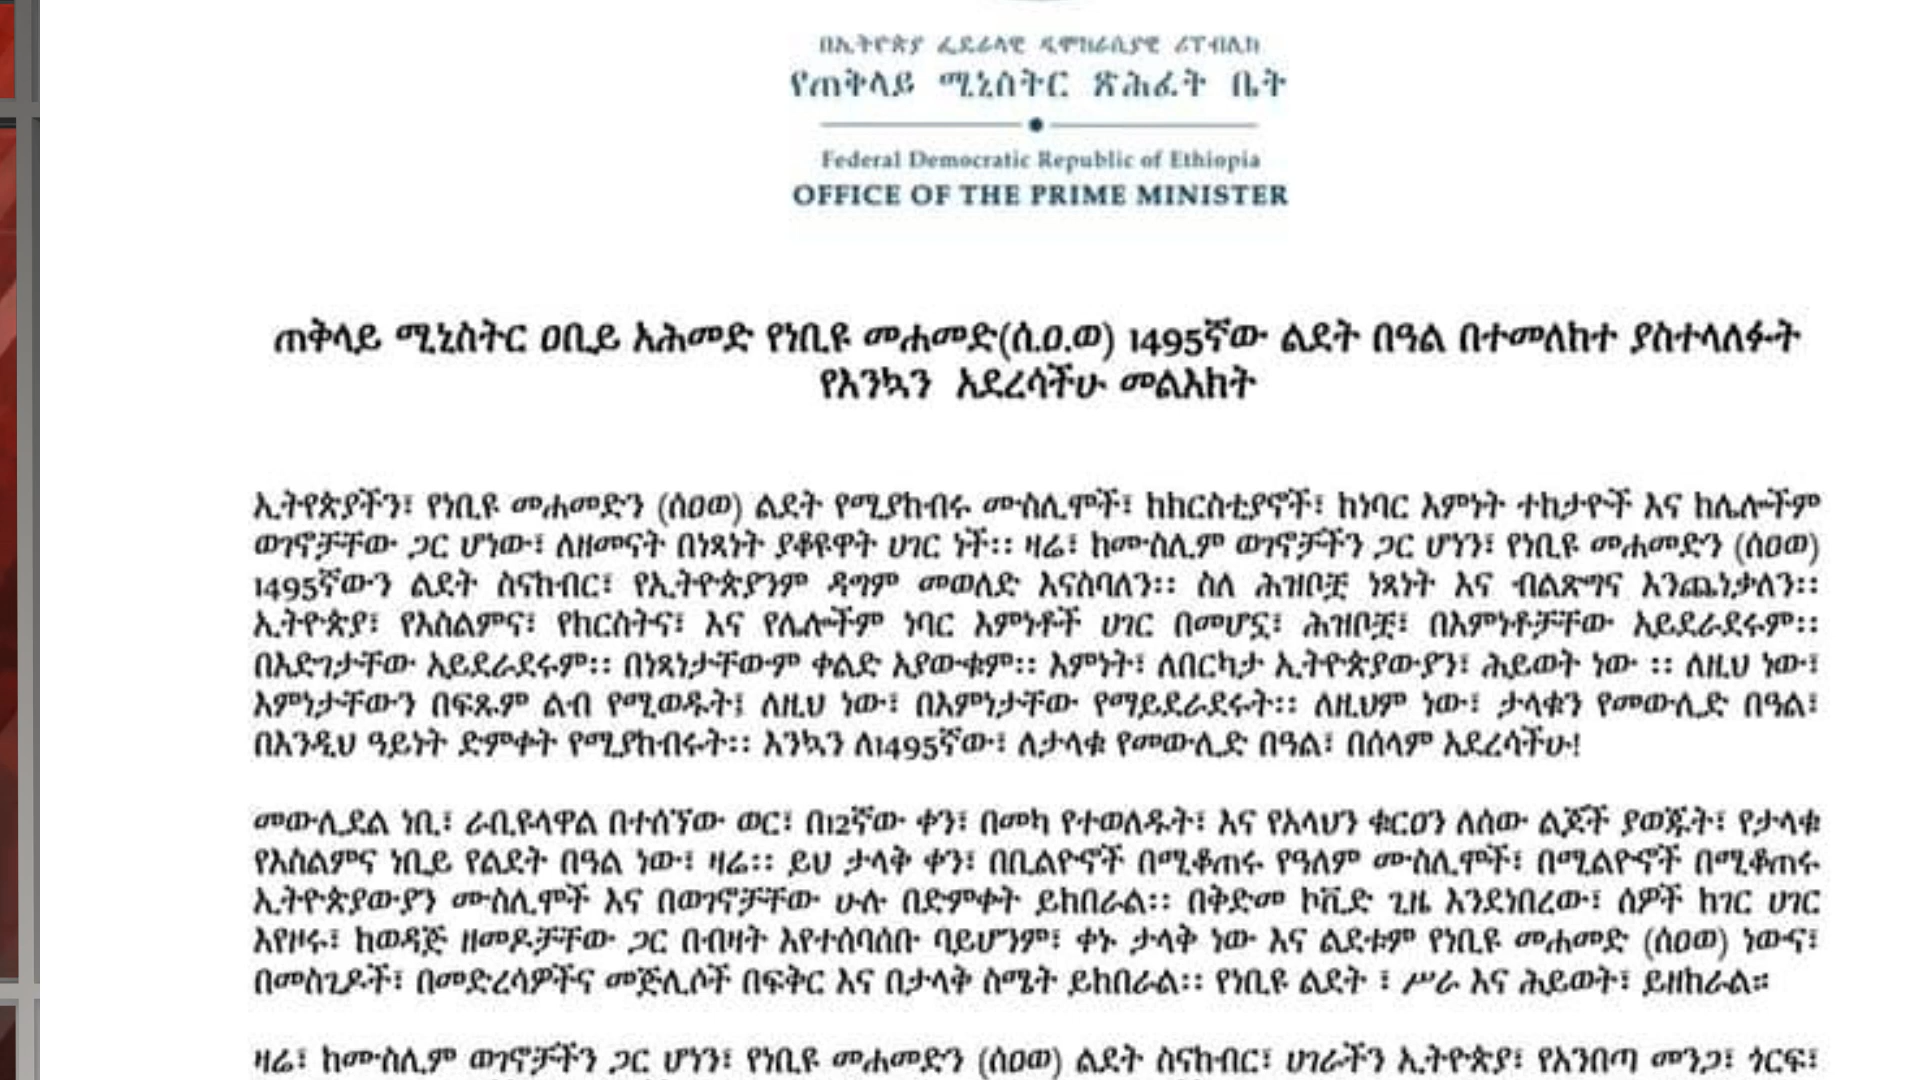 በኢትዮጵያ ፌደራላዊ ዲሞክራሲያዊ ሪፐብሊክ
የጠቅላይ ሚኒስትር ጽሕፈት ቤት
Federal Democratic Republic of Ethiopia
OFFICE OF THE PRIME MINISTER
ጠቅላይ ሚኒስትር ዐቢይ አሕመድ የነቢዩ መሐመድ(ሰ.ዐ.ወ) 1495ኛው ልደት በዓል በተመለከተ ያስተላለፉት
የእንኳን አደረሳችሁ መልእክት
ኢትዮጵያችን፣ የነቢዩ መሐመድን (ሰዐወ) ልደት የሚያከብሩ ሙስሊሞች፣ ከክርስቲያኖች፣ ከነባር እምነት ተከታዮች እና ከሌሎችም
ወገኖቻቸው ጋር ሆነው፣ ለዘመናት በነጻነት ያቆዩዋት ሀገር ነች፡፡ ዛሬ፣ ከሙስሊም ወገኖቻችን ጋር ሆነን፣ የነቢዩ መሐመድን (ሰዐወ)
1495ኛውን ልደት ስናከብር፣ የኢትዮጵያንም ዳግም መወለድ እናስባለን፡፡ ስለ ሕዝቦቿ ነጻነት እና ብልጽግና እንጨነቃለን፡፡
ኢትዮጵያ፣ የእስልምና፣ የክርስትና፣ እና የሌሎችም ነባር እምነቶች ሀገር በመሆኗ፣ ሕዝቦቿ፣ በእምነቶቻቸው አይደራደሩም፡፡
በእድገታቸው አይደራደሩም፡፡ በነጻነታቸውም ቀልድ አያውቁም፡፡ እምነት፣ ለበርካታ ኢትዮጵያውያን፣ ሕይወት ነው ፡፡ ለዚህ ነው፣
እምነታቸውን በፍጹም ልብ የሚወዱት፤ ለዚህ ነው፣ በእምነታቸው የማይደራደሩት፡፡ ለዚህም ነው፣ ታላቁን የመውሊድ በዓል፣
በእንዲህ ዓይነት ድምቀት የሚያከብሩት፡፡ እንኳን ለ1495ኛው፣ ለታላቁ የመውሊድ በዓል፣ በሰላም አደረሳችሁ!
መውሊደል ነቢ፣ ራቢዩላዋል በተሰኘው ወር፣ በ12ኛው ቀን፣ በመካ የተወለዱት፣ እና የአላህን ቁርዐን ለሰው ልጆች ያወጁት፣ የታላቁ
የእስልምና ነቢይ የልደት በዓል ነው፣ ዛሬ፡፡ ይህ ታላቅ ቀን፣ በቢልዮኖች በሚቆጠሩ የዓለም ሙስሊሞች፣ በሚልዮኖች በሚቆጠሩ
ኢትዮጵያውያን ሙስሊሞች እና በወገኖቻቸው ሁሉ በድምቀት ይከበራል፡፡ በቅድመ ኮቪድ ጊዜ እንደነበረው፣ ሰዎች ከገር ሀገር
እየዞሩ፣ ከወዳጅ ዘመዶቻቸው ጋር በብዛት እየተሰባሰቡ ባይሆንም፣ ቀኑ ታላቅ ነው እና ልደቱም የነቢዩ መሐመድ (ሰዐወ) ነውና፣
በመስጊዶች፣ በመድረሳዎችና መጅሊሶች በፍቅር እና በታላቅ ስሜት ይከበራል፡፡ የነቢዩ ልደት ፣ ሥራ እና ሕይወት፣ ይዘከራል።
ዛሬ፣ ከሙስሊም ወገኖቻችን ጋር ሆነን፣ የነቢዩ መሐመድን (ሰዐወ) ልደት ስናከብር፣ ሀገራችን ኢትዮጵያ፣ የአንበጣ መንጋ፣ ጎርፍ፣